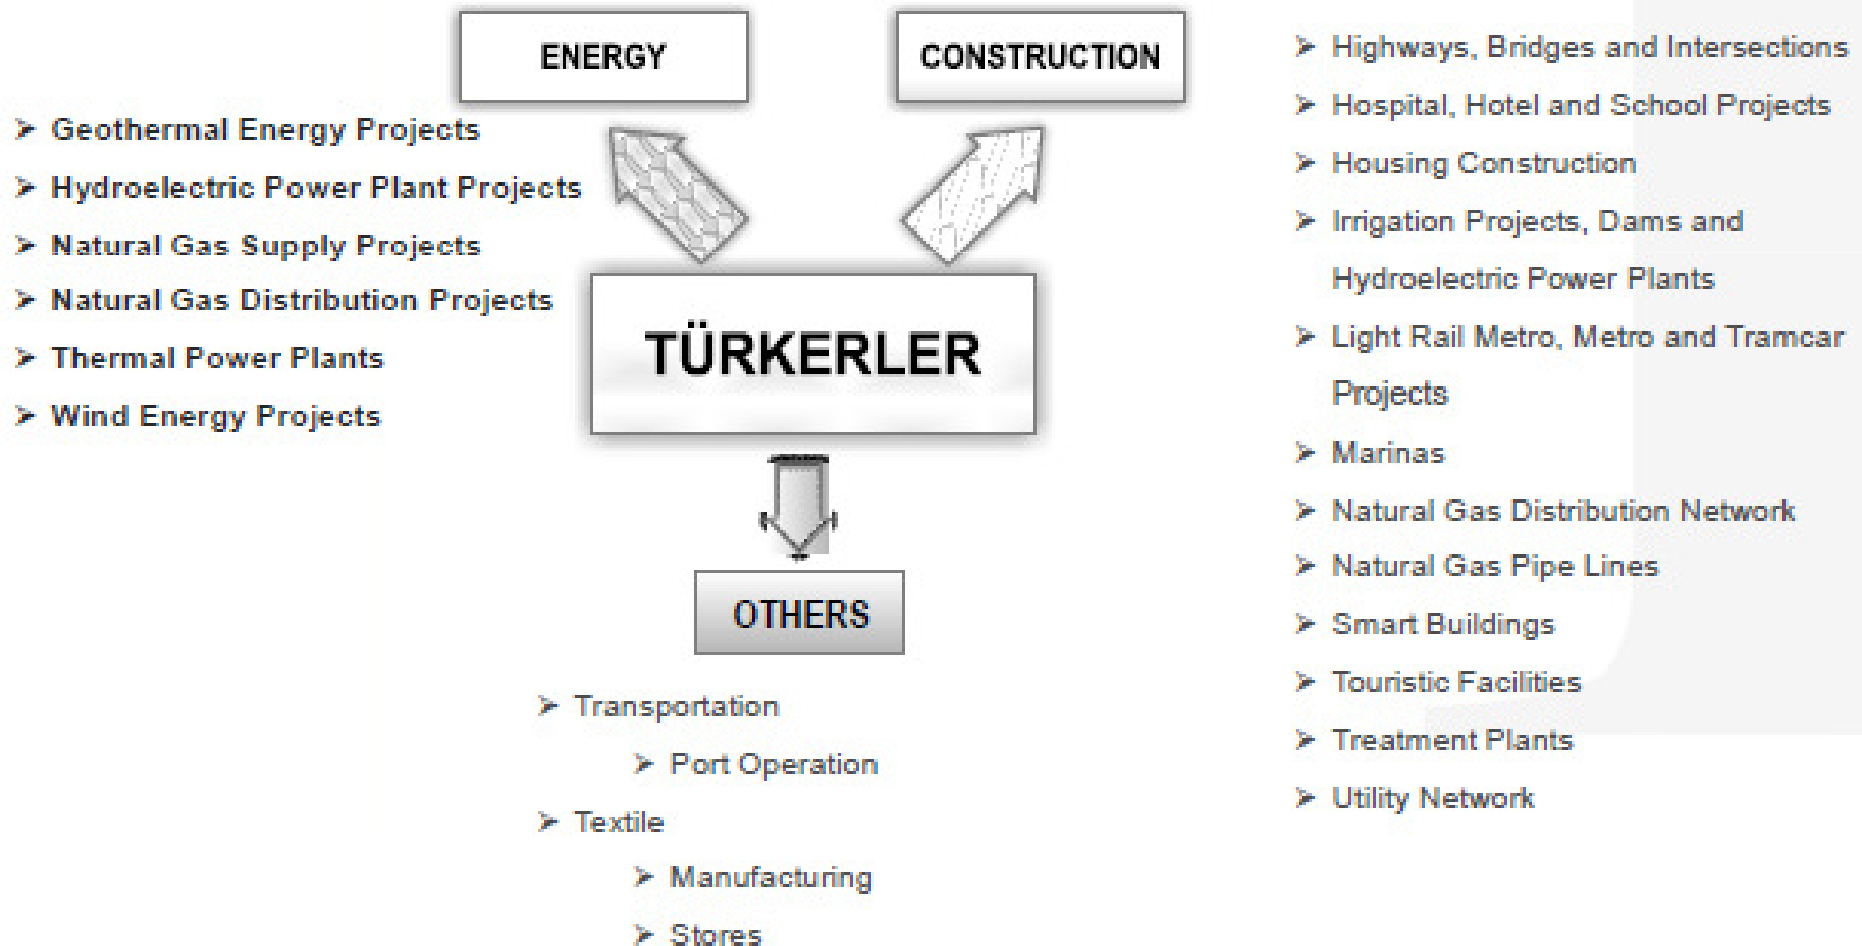 ENERGY
CONSTRUCTION
➢ Geothermal Energy Projects
➢ Hydroelectric Power Plant Projects
➢ Natural Gas Supply Projects
➢ Natural Gas Distribution Projects
➢ Thermal Power Plants
➢ Wind Energy Projects
TÜRKERLER
OTHERS
➢ Transportation
➢ Port Operation
➢ Textile
➢ Manufacturing
➢ Stores
➢ Highways, Bridges and Intersections
➢ Hospital, Hotel and School Projects
➢ Housing Construction
➢ Irrigation Projects, Dams and
Hydroelectric Power Plants
➢ Light Rail Metro, Metro and Tramcar
Projects
➢ Marinas
➢ Natural Gas Distribution Network
➢ Natural Gas Pipe Lines
➢ Smart Buildings
➢ Touristic Facilities
➢ Treatment Plants
➢ Utility Network